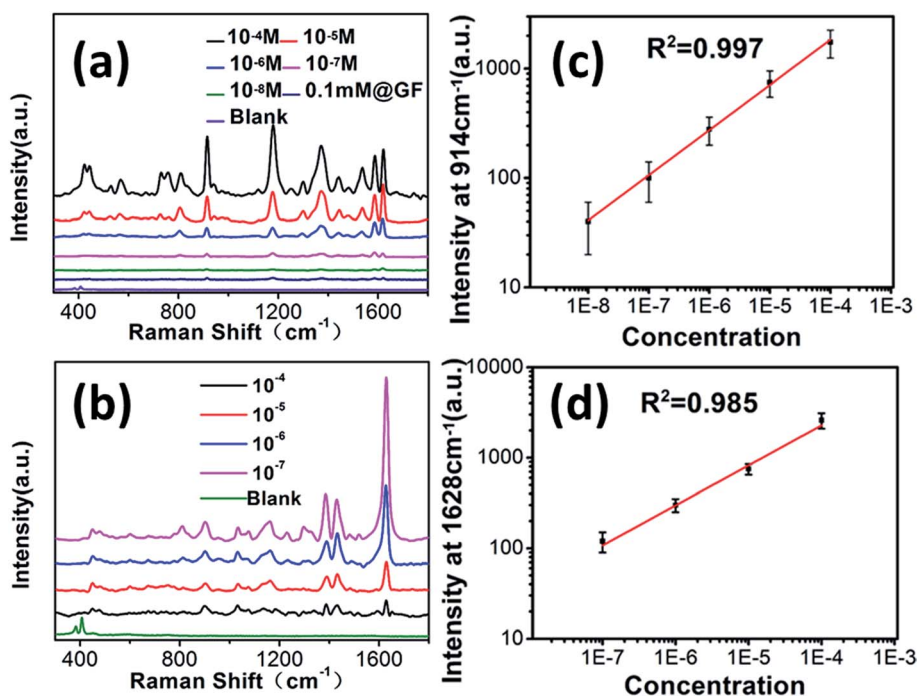 (a)
10⁻⁴M 10⁻⁵M
10⁻⁶M 10⁻⁷M
10⁻⁸M 0.1mM@GF
Blank
Intensity(a.u.)
400 800 1200 1600
Raman Shift（cm⁻¹）
(c)
R²=0.997
Intensity at 914cm⁻¹(a.u.)
1000
100
10
1E-8 1E-7 1E-6 1E-5 1E-4 1E-3
Concentration
(b)
10⁻⁴
10⁻⁵
10⁻⁶
10⁻⁷
Blank
Intensity(a.u.)
400 800 1200 1600
Raman Shift（cm⁻¹）
(d)
R²=0.985
Intensity at 1628cm⁻¹(a.u.)
10000
1000
100
10
1E-7 1E-6 1E-5 1E-4 1E-3
Concentration